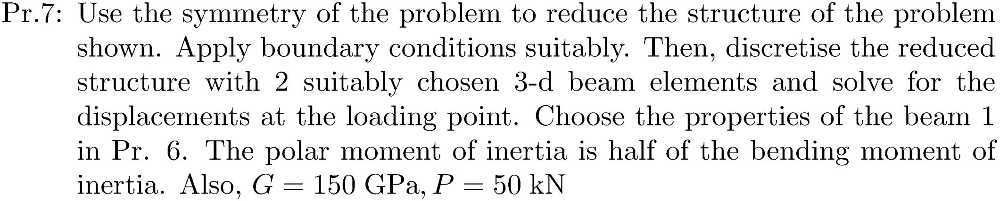 Pr.7: Use the symmetry of the problem to reduce the structure of the problem
shown. Apply boundary conditions suitably. Then, discretise the reduced
structure with 2 suitably chosen 3-d beam elements and solve for the
displacements at the loading point. Choose the properties of the beam 1
in Pr. 6. The polar moment of inertia is half of the bending moment of
inertia. Also, G = 150 GPa, P = 50 kN